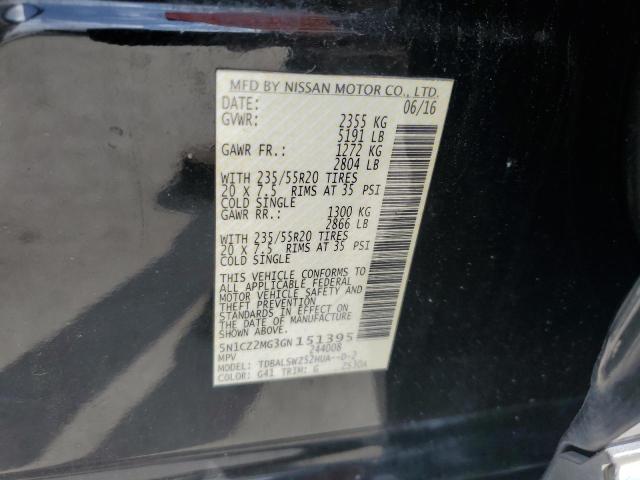 MFD BY NISSAN MOTOR CO., LTD.
DATE: 06/16
GVWR: 2355 KG
5191 LB
GAWR FR.: 1272 KG
2804 LB
WITH 235/55R20 TIRES
20 X 7.5 RIMS AT 35 PSI
COLD SINGLE
GAWR RR.: 1300 KG
2866 LB
WITH 235/55R20 TIRES
20 X 7.5 RIMS AT 35 PSI
COLD SINGLE
THIS VEHICLE CONFORMS TO
ALL APPLICABLE FEDERAL
MOTOR VEHICLE SAFETY AND
THEFT PREVENTION
STANDARDS IN EFFECT ON
THE DATE OF MANUFACTURE
SHOWN ABOVE.
5N1CZ2MG3GN151395
MPV 244008
MODEL: TDBALSWZ52HUA--D-2
COLOR: G41 TRIM: G